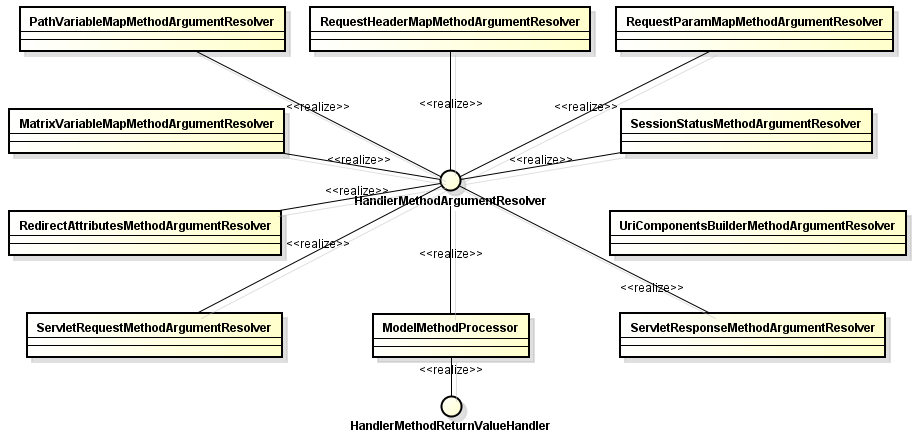 PathVariableMapMethodArgumentResolver
RequestHeaderMapMethodArgumentResolver
RequestParamMapMethodArgumentResolver
<<realize>>
<<realize>>
<<realize>>
MatrixVariableMapMethodArgumentResolver
SessionStatusMethodArgumentResolver
<<realize>>
<<realize>>
<<realize>>
HandlerMethodArgumentResolver
RedirectAttributesMethodArgumentResolver
UriComponentsBuilderMethodArgumentResolver
<<realize>>
<<realize>>
<<realize>>
ServletRequestMethodArgumentResolver
ModelMethodProcessor
ServletResponseMethodArgumentResolver
<<realize>>
HandlerMethodReturnValueHandler